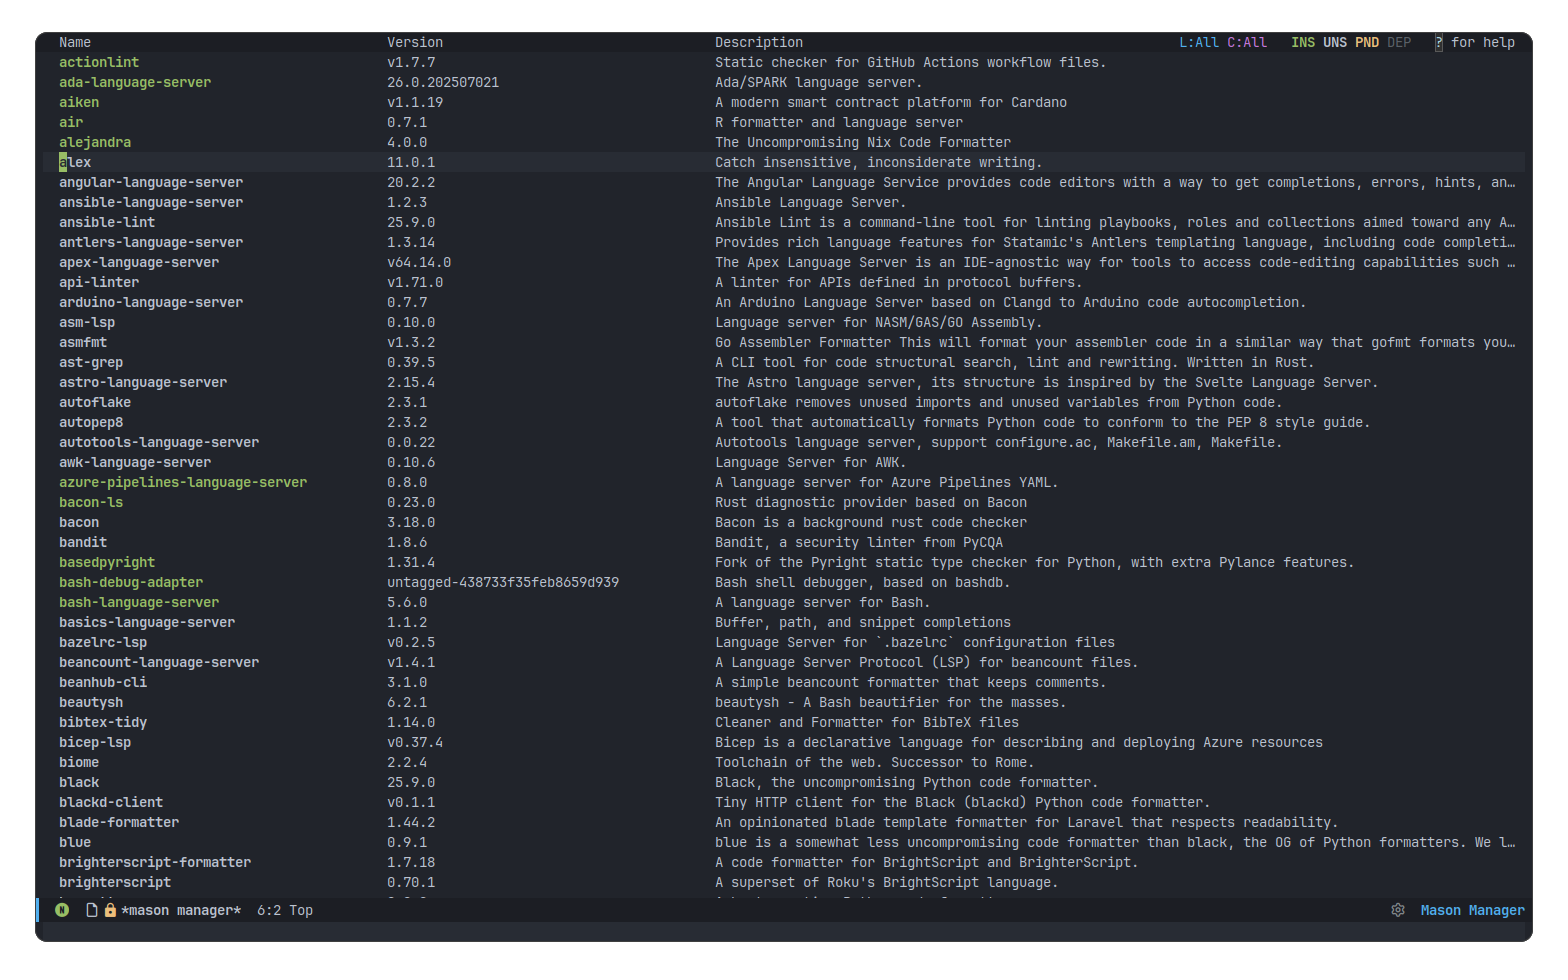 Name Version Description L:All C:All INS UNS PND DEP ? for help
actionlint v1.7.7 Static checker for GitHub Actions workflow files.
ada-language-server 26.0.202507021 Ada/SPARK language server.
aiken v1.1.19 A modern smart contract platform for Cardano
air 0.7.1 R formatter and language server
alejandra 4.0.0 The Uncompromising Nix Code Formatter
alex 11.0.1 Catch insensitive, inconsiderate writing.
angular-language-server 20.2.2 The Angular Language Service provides code editors with a way to get completions, errors, hints, an…
ansible-language-server 1.2.3 Ansible Language Server.
ansible-lint 25.9.0 Ansible Lint is a command-line tool for linting playbooks, roles and collections aimed toward any A…
antlers-language-server 1.3.14 Provides rich language features for Statamic's Antlers templating language, including code completi…
apex-language-server v64.14.0 The Apex Language Server is an IDE-agnostic way for tools to access code-editing capabilities such …
api-linter v1.71.0 A linter for APIs defined in protocol buffers.
arduino-language-server 0.7.7 An Arduino Language Server based on Clangd to Arduino code autocompletion.
asm-lsp 0.10.0 Language server for NASM/GAS/GO Assembly.
asmfmt v1.3.2 Go Assembler Formatter This will format your assembler code in a similar way that gofmt formats you…
ast-grep 0.39.5 A CLI tool for code structural search, lint and rewriting. Written in Rust.
astro-language-server 2.15.4 The Astro language server, its structure is inspired by the Svelte Language Server.
autoflake 2.3.1 autoflake removes unused imports and unused variables from Python code.
autopep8 2.3.2 A tool that automatically formats Python code to conform to the PEP 8 style guide.
autotools-language-server 0.0.22 Autotools language server, support configure.ac, Makefile.am, Makefile.
awk-language-server 0.10.6 Language Server for AWK.
azure-pipelines-language-server 0.8.0 A language server for Azure Pipelines YAML.
bacon-ls 0.23.0 Rust diagnostic provider based on Bacon
bacon 3.18.0 Bacon is a background rust code checker
bandit 1.8.6 Bandit, a security linter from PyCQA
basedpyright 1.31.4 Fork of the Pyright static type checker for Python, with extra Pylance features.
bash-debug-adapter untagged-438733f35feb8659d939 Bash shell debugger, based on bashdb.
bash-language-server 5.6.0 A language server for Bash.
basics-language-server 1.1.2 Buffer, path, and snippet completions
bazelrc-lsp v0.2.5 Language Server for `.bazelrc` configuration files
beancount-language-server v1.4.1 A Language Server Protocol (LSP) for beancount files.
beanhub-cli 3.1.0 A simple beancount formatter that keeps comments.
beautysh 6.2.1 beautysh - A Bash beautifier for the masses.
bibtex-tidy 1.14.0 Cleaner and Formatter for BibTeX files
bicep-lsp v0.37.4 Bicep is a declarative language for describing and deploying Azure resources
biome 2.2.4 Toolchain of the web. Successor to Rome.
black 25.9.0 Black, the uncompromising Python code formatter.
blackd-client v0.1.1 Tiny HTTP client for the Black (blackd) Python code formatter.
blade-formatter 1.44.2 An opinionated blade template formatter for Laravel that respects readability.
blue 0.9.1 blue is a somewhat less uncompromising code formatter than black, the OG of Python formatters. We l…
brighterscript-formatter 1.7.18 A code formatter for BrightScript and BrighterScript.
brighterscript 0.70.1 A superset of Roku's BrightScript language.
N *mason manager* 6:2 Top Mason Manager